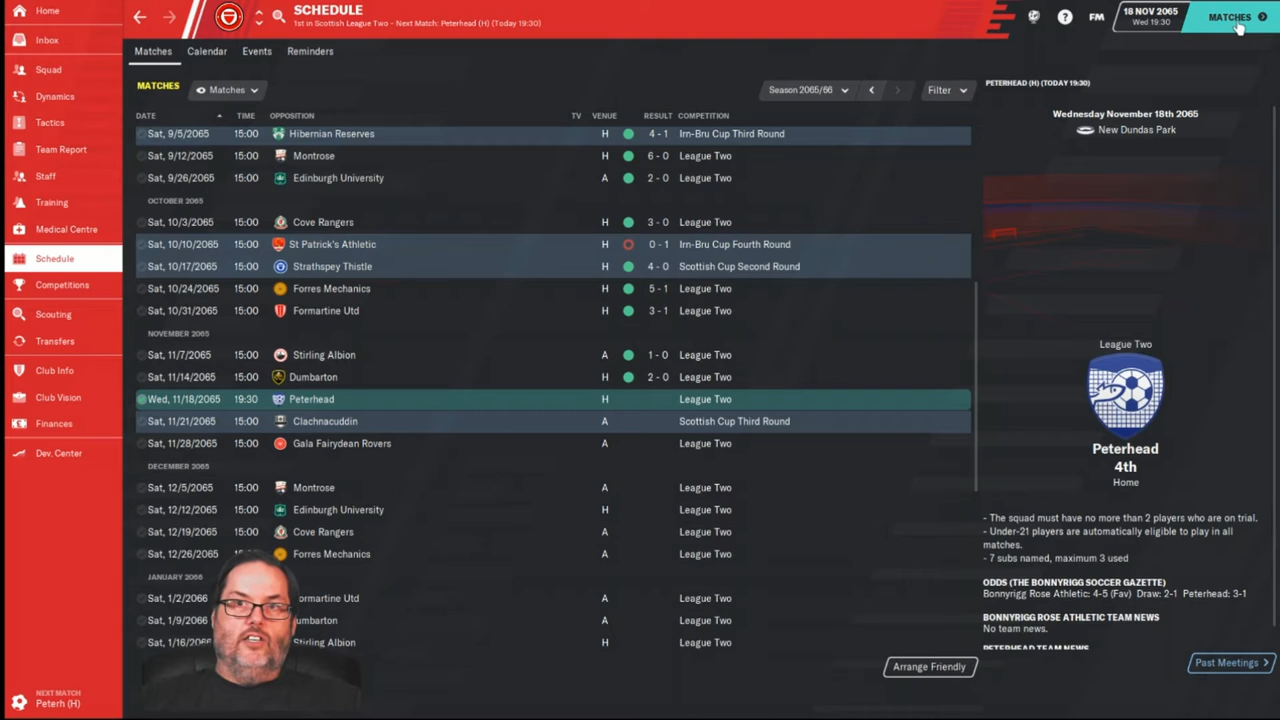 Home
Inbox
Squad
Dynamics
Tactics
Team Report
Staff
Training
Medical Centre
Schedule
Competitions
Scouting
Transfers
Club Info
Club Vision
Finances
Dev. Center
NEXT MATCH
Peterh (H)
SCHEDULE
1st in Scottish League Two - Next Match: Peterhead (H) (Today 19:30)
FM
18 NOV 2065
Wed 19:30
MATCHES
Matches Calendar Events Reminders
MATCHES Matches Season 2065/66 Filter
DATE TIME OPPOSITION TV VENUE RESULT COMPETITION
Sat, 9/5/2065 15:00 Hibernian Reserves H 4 - 1 Irn-Bru Cup Third Round
Sat, 9/12/2065 15:00 Montrose H 6 - 0 League Two
Sat, 9/26/2065 15:00 Edinburgh University A 2 - 0 League Two
OCTOBER 2065
Sat, 10/3/2065 15:00 Cove Rangers H 3 - 0 League Two
Sat, 10/10/2065 15:00 St Patrick's Athletic H 0 - 1 Irn-Bru Cup Fourth Round
Sat, 10/17/2065 15:00 Strathspey Thistle H 4 - 0 Scottish Cup Second Round
Sat, 10/24/2065 15:00 Forres Mechanics H 5 - 1 League Two
Sat, 10/31/2065 15:00 Formartine Utd H 3 - 1 League Two
NOVEMBER 2065
Sat, 11/7/2065 15:00 Stirling Albion A 1 - 0 League Two
Sat, 11/14/2065 15:00 Dumbarton H 2 - 0 League Two
Wed, 11/18/2065 19:30 Peterhead H League Two
Sat, 11/21/2065 15:00 Clachnacuddin A Scottish Cup Third Round
Sat, 11/28/2065 15:00 Gala Fairydean Rovers A League Two
DECEMBER 2065
Sat, 12/5/2065 15:00 Montrose A League Two
Sat, 12/12/2065 15:00 Edinburgh University H League Two
Sat, 12/19/2065 15:00 Cove Rangers A League Two
Sat, 12/26/2065 Forres Mechanics A League Two
JANUARY 2066
Sat, 1/2/2066 ormartine Utd A League Two
Sat, 1/9/2066 umbarton A League Two
Sat, 1/16/2066 Stirling Albion H League Two
Arrange Friendly
PETERHEAD (H) (TODAY 19:30)
Wednesday November 18th 2065
New Dundas Park
League Two
Peterhead
4th
Home
- The squad must have no more than 2 players who are on trial.
- Under-21 players are automatically eligible to play in all
matches.
- 7 subs named, maximum 3 used
ODDS (THE BONNYRIGG SOCCER GAZETTE)
Bonnyrigg Rose Athletic: 4-5 (Fav) Draw: 2-1 Peterhead: 3-1
BONNYRIGG ROSE ATHLETIC TEAM NEWS
No team news.
PETERHEAD TEAM NEWS
Past Meetings